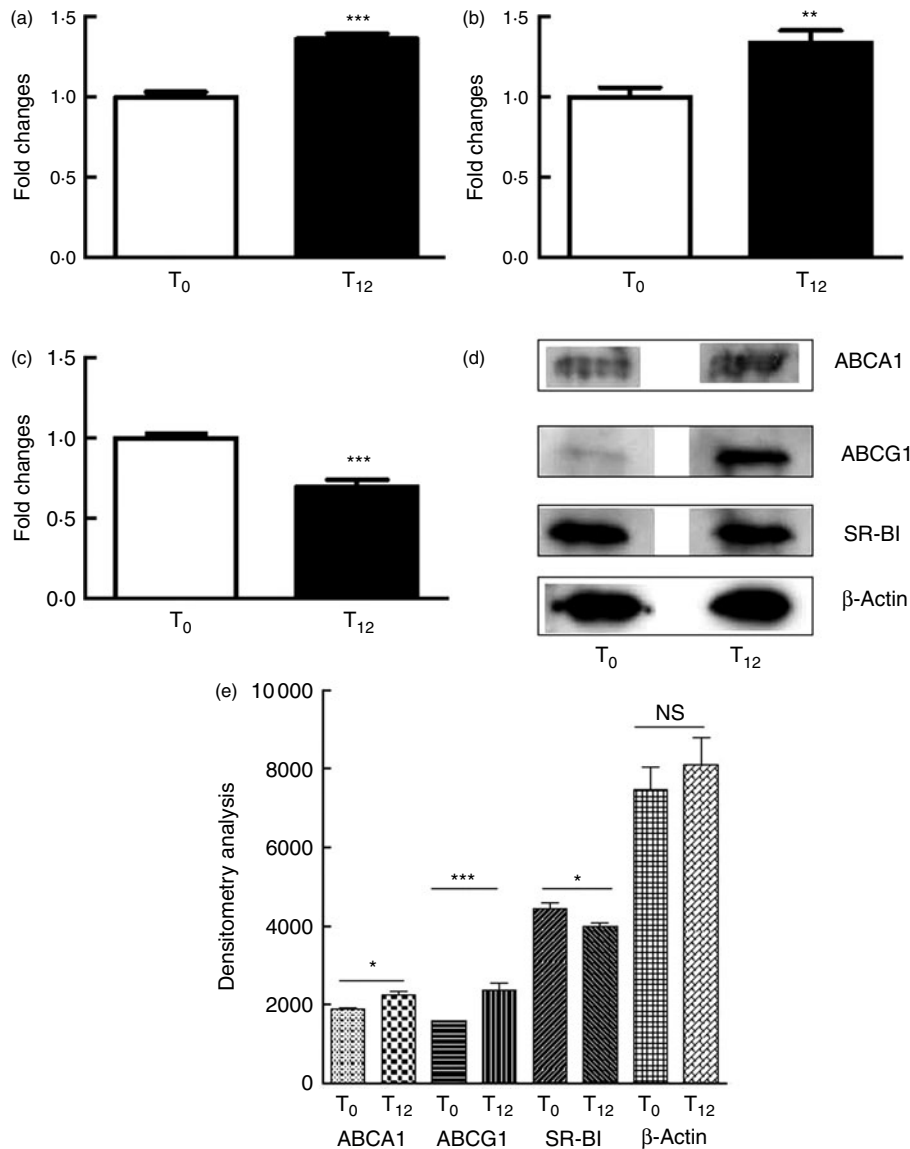 (a)
1·5
1·0
0·5
0·0
Fold changes
***
T0
T12
(b)
1·5
1·0
0·5
0·0
Fold changes
**
T0
T12
(c)
1·5
1·0
0·5
0·0
Fold changes
***
T0
T12
(d)
ABCA1
ABCG1
SR-BI
β-Actin
T0
T12
(e)
10 000
8000
6000
4000
2000
0
Densitometry analysis
*
***
*
NS
T0 T12 T0 T12 T0 T12 T0 T12
ABCA1 ABCG1 SR-BI β-Actin